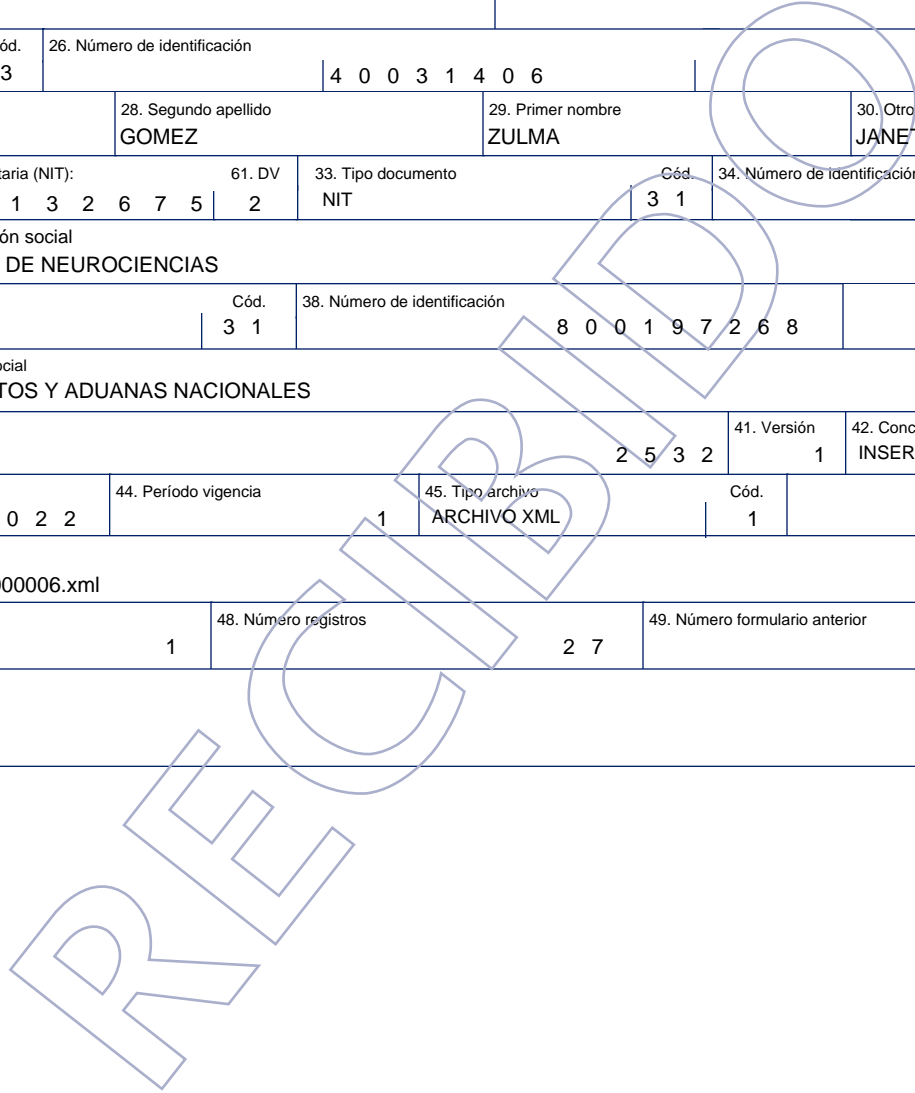 ód. 26. Número de identificación
3 4 0 0 3 1 4 0 6
28. Segundo apellido 29. Primer nombre 30. Otro
GOMEZ ZULMA JANET
taria (NIT): 61. DV 33. Tipo documento Cód. 34. Número de identificación
1 3 2 6 7 5 2 NIT 3 1
ón social
DE NEUROCIENCIAS
Cód. 38. Número de identificación
3 1 8 0 0 1 9 7 2 6 8
ocial
TOS Y ADUANAS NACIONALES
41. Versión 42. Conc
2 5 3 2 1 INSER
44. Período vigencia 45. Tipo archivo Cód.
0 2 2 1 ARCHIVO XML 1
000006.xml
48. Número registros 49. Número formulario anterior
1 2 7
RECIBIDO